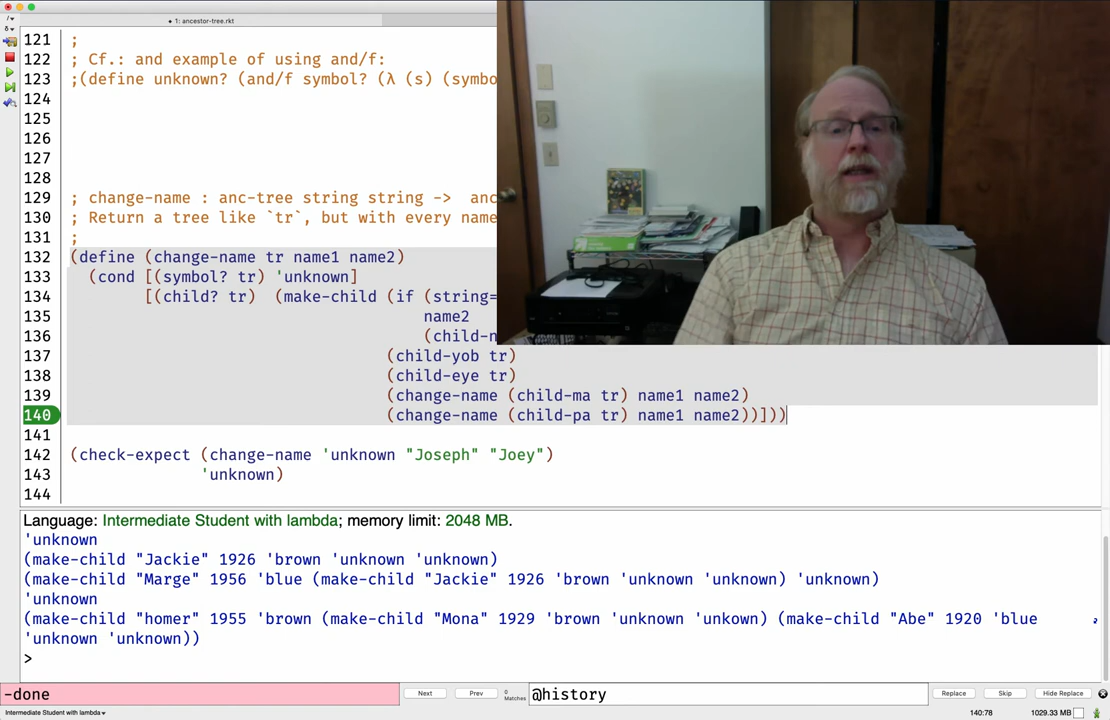 1: ancestor-tree.rkt
121 ;
122 ; Cf.: and example of using and/f:
123 ;(define unknown? (and/f symbol? (λ (s) (symbo
124
125
126
127
128
129 ; change-name : anc-tree string string -> anc
130 ; Return a tree like `tr`, but with every name
131 ;
132 (define (change-name tr name1 name2)
133 (cond [(symbol? tr) 'unknown]
134 [(child? tr) (make-child (if (string=
135 name2
136 (child-n
137 (child-yob tr)
138 (child-eye tr)
139 (change-name (child-ma tr) name1 name2)
140 (change-name (child-pa tr) name1 name2))]))
141
142 (check-expect (change-name 'unknown "Joseph" "Joey")
143 'unknown)
144
Language: Intermediate Student with lambda; memory limit: 2048 MB.
'unknown
(make-child "Jackie" 1926 'brown 'unknown 'unknown)
(make-child "Marge" 1956 'blue (make-child "Jackie" 1926 'brown 'unknown 'unknown) 'unknown)
'unknown
(make-child "homer" 1955 'brown (make-child "Mona" 1929 'brown 'unknown 'unkown) (make-child "Abe" 1920 'blue
'unknown 'unknown))
>
-done Next Prev 0 Matches @history Replace Skip Hide Replace
Intermediate Student with lambda 140:78 1029.33 MB